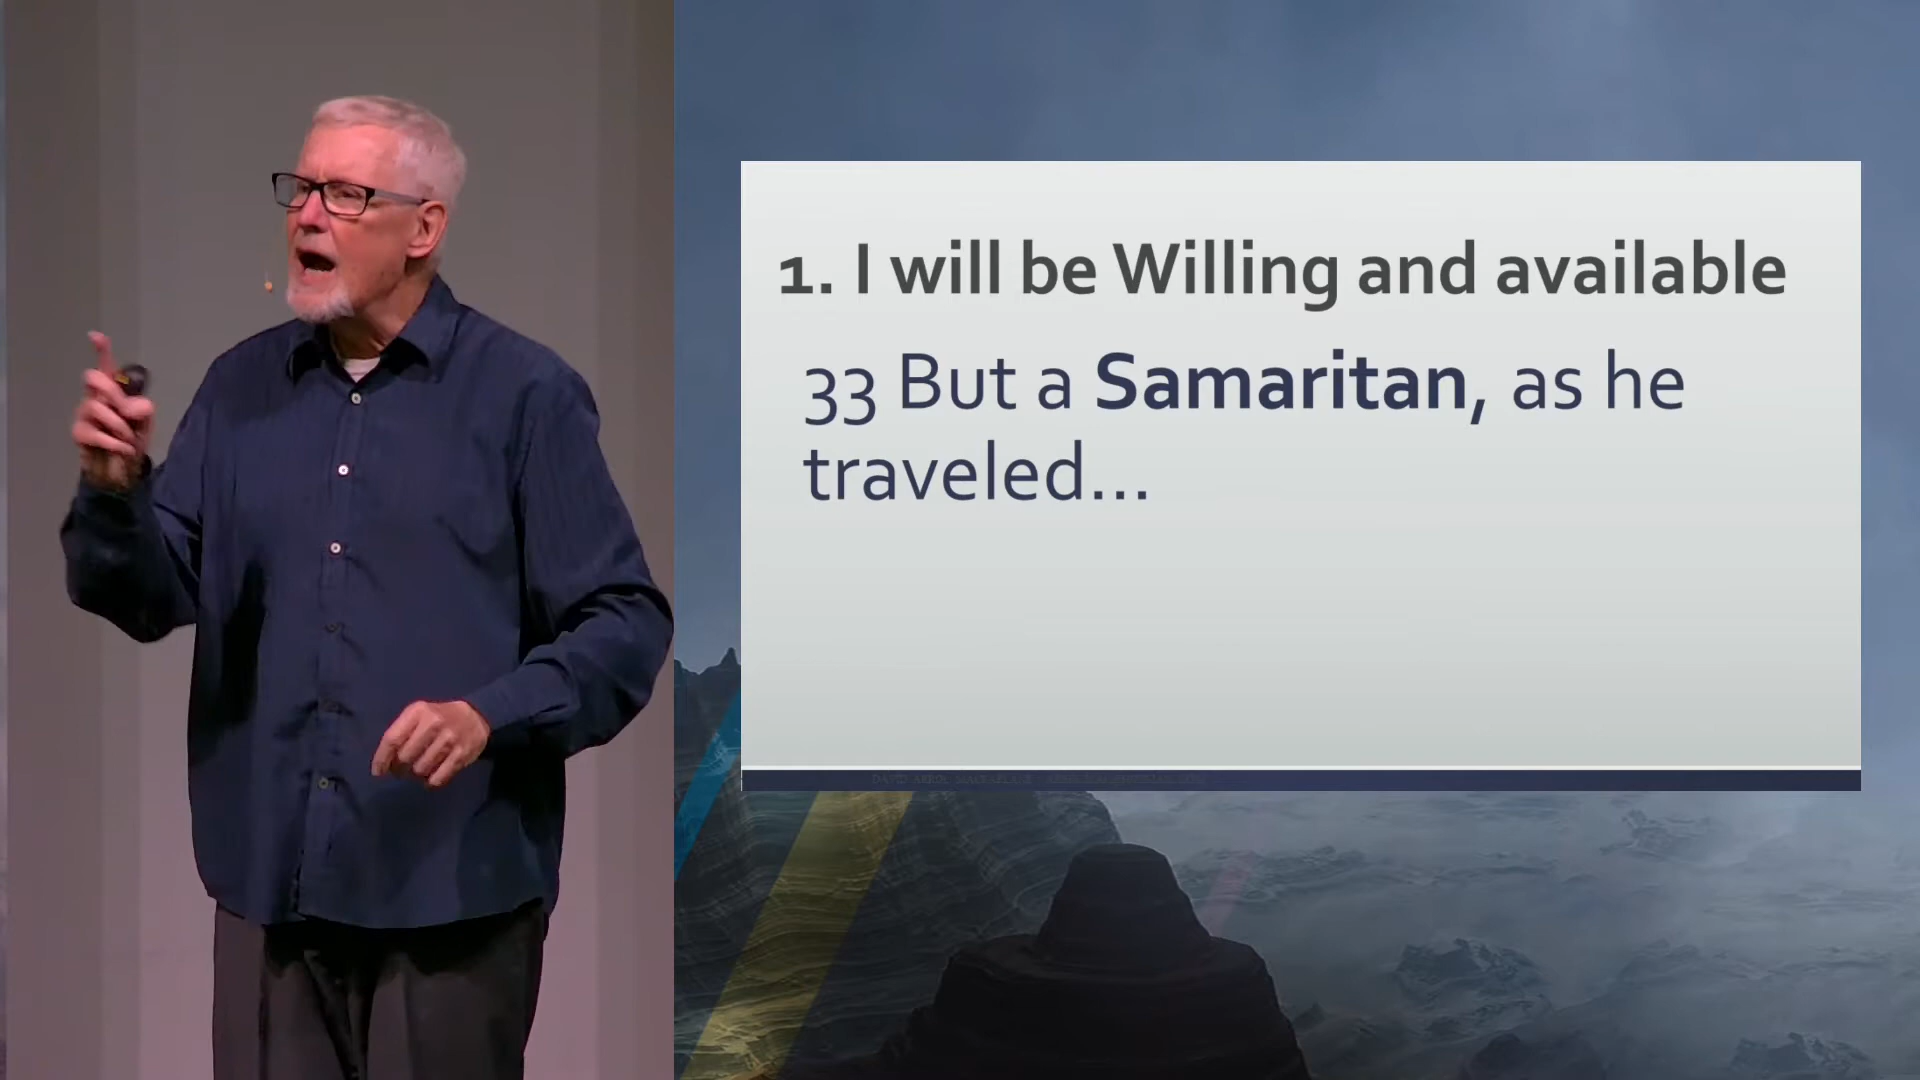 1. I will be Willing and available
33 But a Samaritan, as he
traveled...